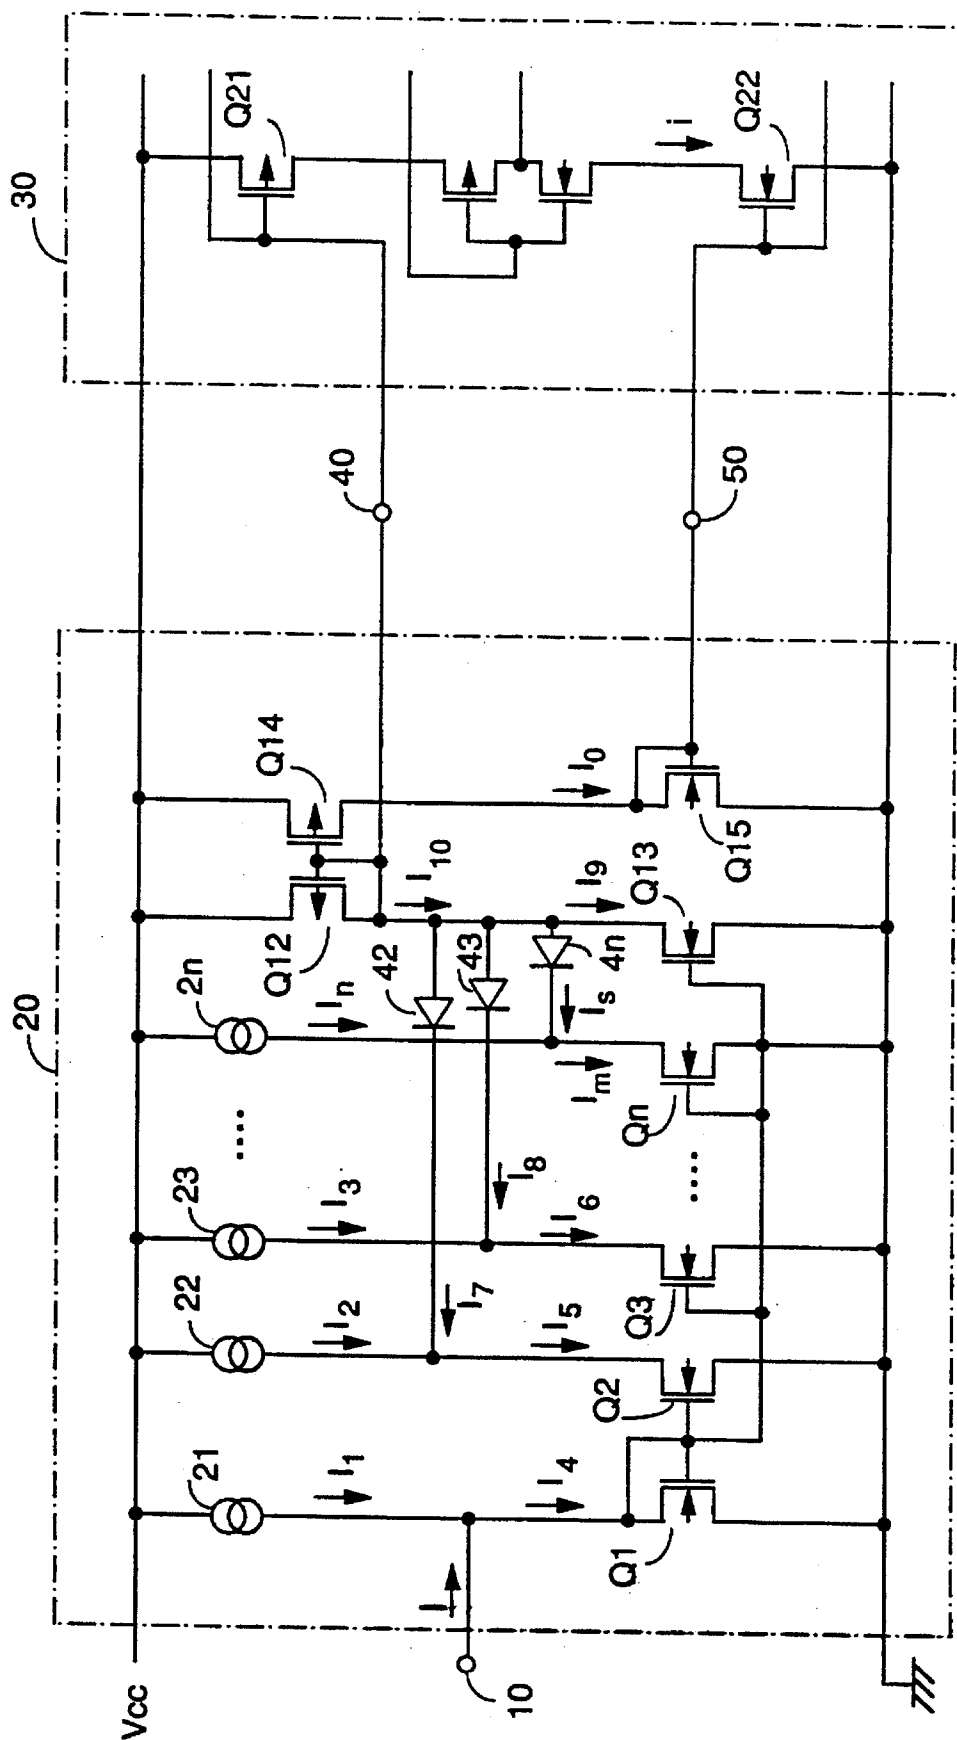 20
30
Vcc
21
22
23
2n
....
Q12
Q14
Q21
I1
I2
I3
In
I10
40
42
43
4n
I
10
I7
I8
Is
I4
I5
I6
Im
I9
I0
i
50
Q1
Q2
Q3
....
Qn
Q13
Q15
Q22